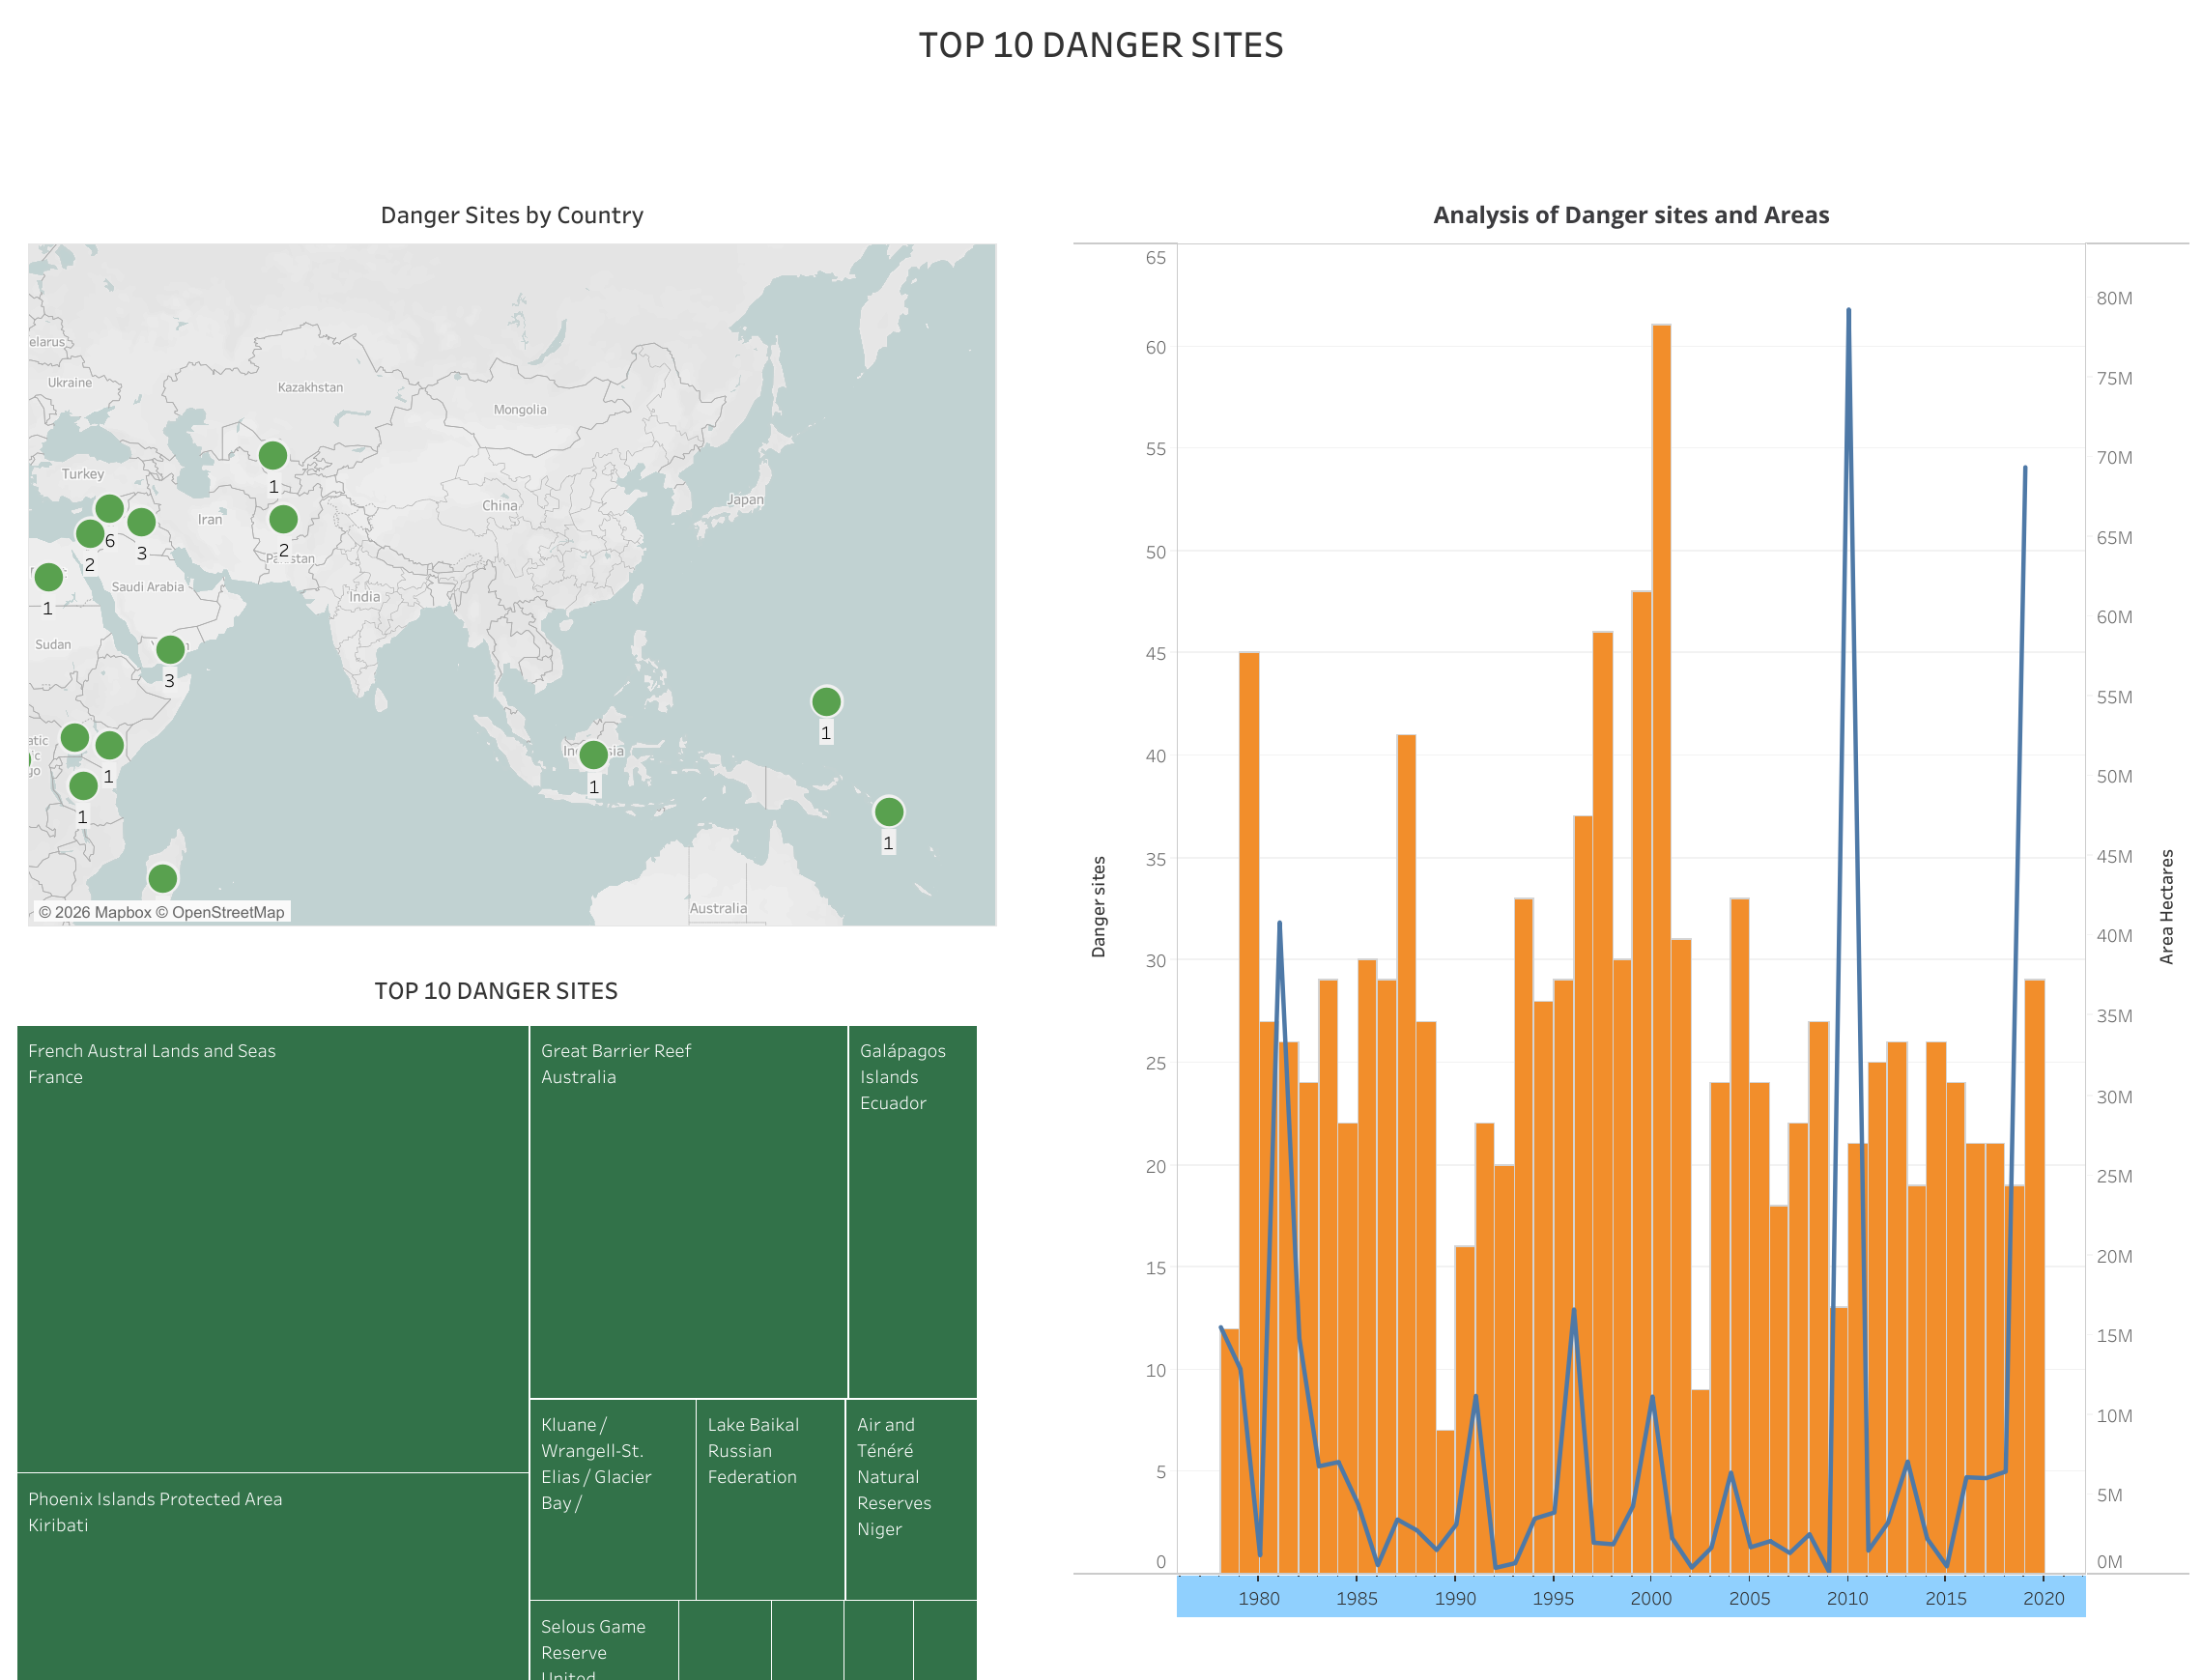 TOP 10 DANGER SITES
Danger Sites by Country
Ukraine
Kazakhstan
Mongolia
Turkey
1
Iran
China
Japan
6
3
2
2
Saudi Arabia
India
1
Sudan
3
1
1
1
1
1
1
Australia
© 2026 Mapbox © OpenStreetMap
TOP 10 DANGER SITES
French Austral Lands and Seas
France
Phoenix Islands Protected Area
Kiribati
Great Barrier Reef
Australia
Galápagos
Islands
Ecuador
Kluane /
Wrangell-St.
Elias / Glacier
Bay /
Lake Baikal
Russian
Federation
Air and
Ténéré
Natural
Reserves
Niger
Selous Game
Reserve
United
Analysis of Danger sites and Areas
Danger sites
65
60
55
50
45
40
35
30
25
20
15
10
5
0
80M
75M
70M
65M
60M
55M
50M
45M
40M
35M
30M
25M
20M
15M
10M
5M
0M
Area Hectares
1980
1985
1990
1995
2000
2005
2010
2015
2020